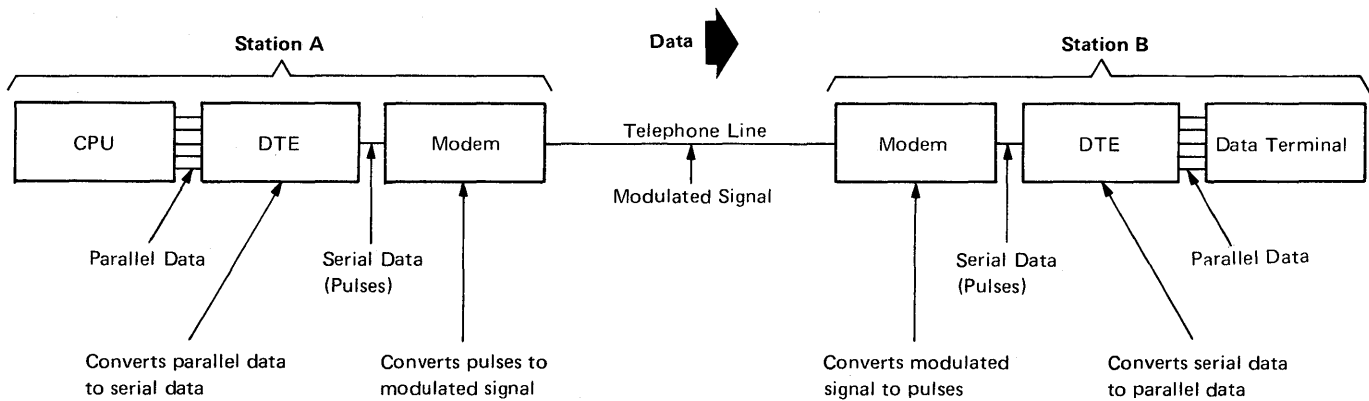 Station A
Data
Station B
CPU
DTE
Modem
Telephone Line
Modem
DTE
Data Terminal
Modulated Signal
Parallel Data
Serial Data
(Pulses)
Serial Data
(Pulses)
Parallel Data
Converts parallel data
to serial data
Converts pulses to
modulated signal
Converts modulated
signal to pulses
Converts serial data
to parallel data